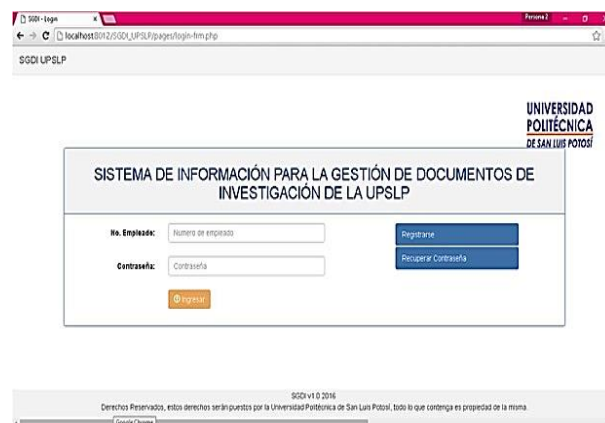 SGDI - Login
Persona 2
localhost:8012/SGDI_UPSLP/pages/login-frm.php
SGDI UPSLP
UNIVERSIDAD
POLITÉCNICA
DE SAN LUIS POTOSÍ
SISTEMA DE INFORMACIÓN PARA LA GESTIÓN DE DOCUMENTOS DE
INVESTIGACIÓN DE LA UPSLP
No. Empleado:
Numero de empleado
Registrarse
Recuperar Contraseña
Contraseña:
Contraseña
Ingresar
SGDI v1.0 2016
Derechos Reservados, estos derechos serán puestos por la Universidad Politécnica de San Luis Potosí, todo lo que contenga es propiedad de la misma.
Google Chrome